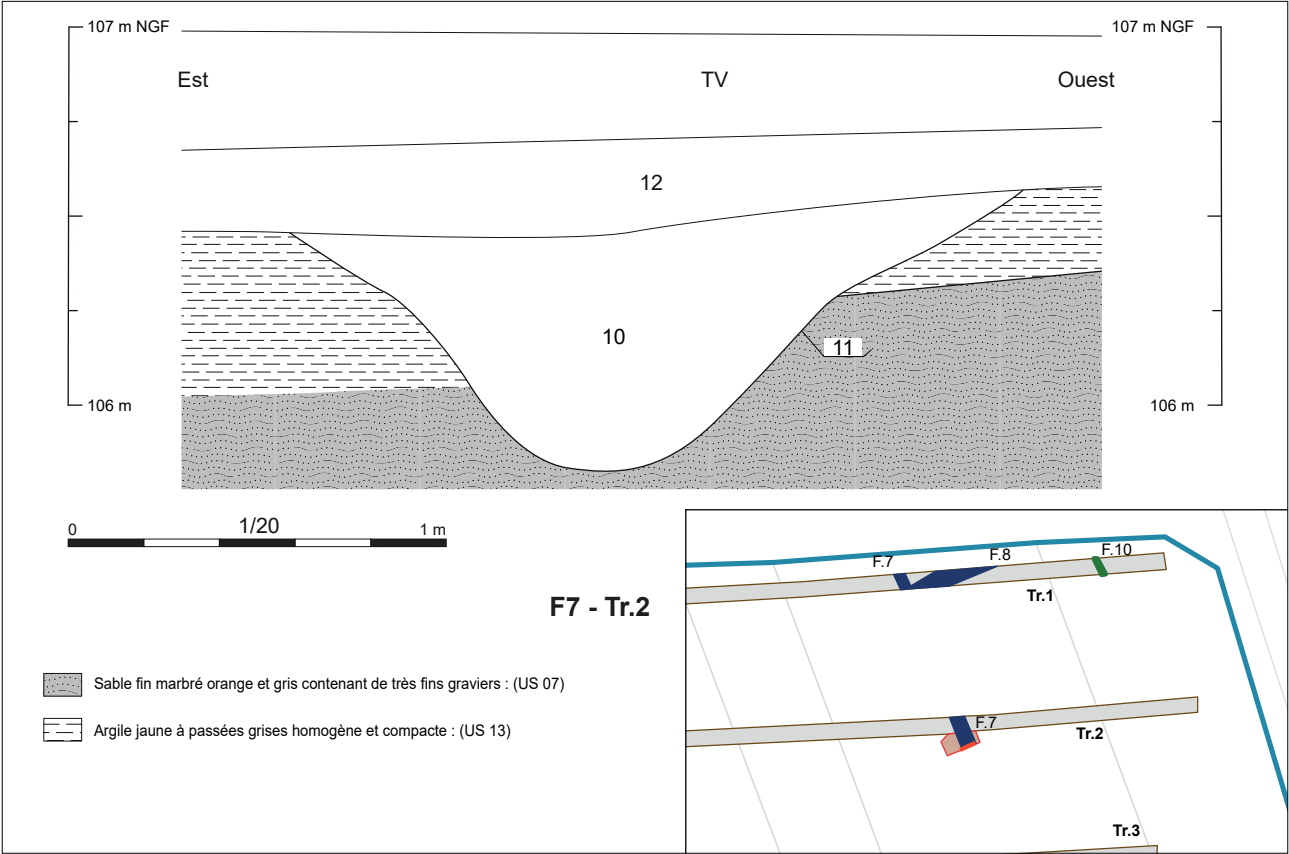 107 m NGF
107 m NGF
Est
TV
Ouest
12
10
11
106 m
106 m
0
1/20
1 m
F7 - Tr.2
Sable fin marbré orange et gris contenant de très fins graviers : (US 07)
Argile jaune à passées grises homogène et compacte : (US 13)
F.7
F.8
F.10
Tr.1
F.7
Tr.2
Tr.3